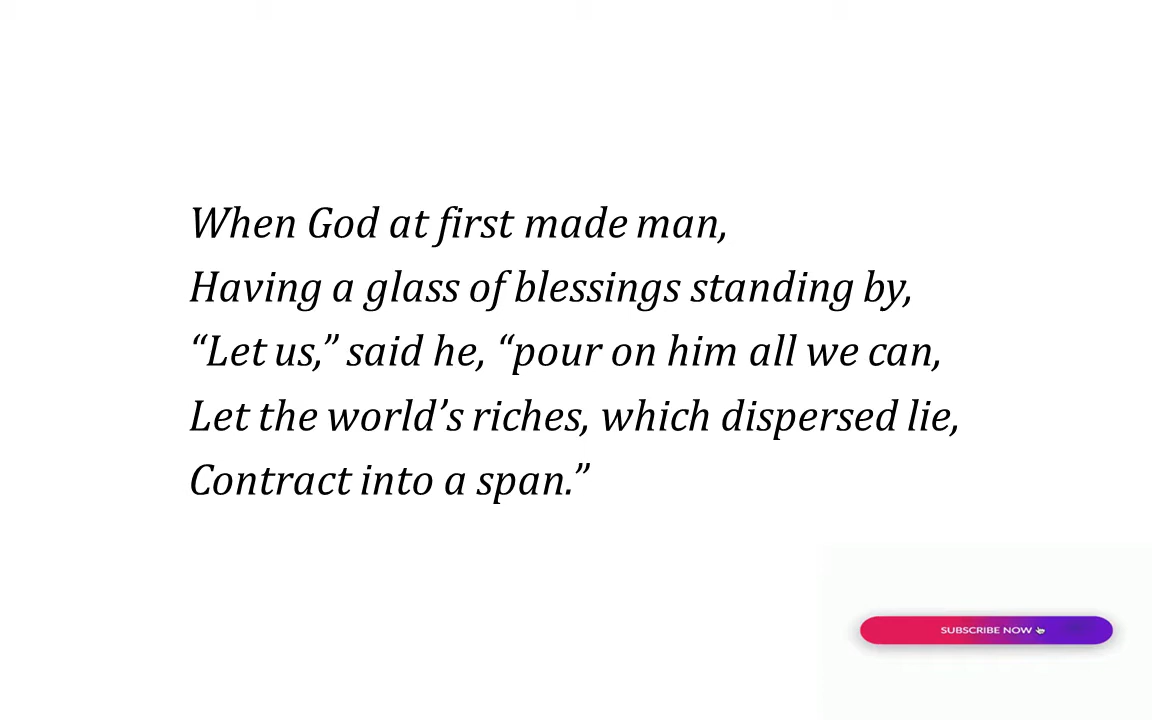 When God at first made man,
Having a glass of blessings standing by,
“Let us,” said he, “pour on him all we can,
Let the world’s riches, which dispersed lie,
Contract into a span.”
SUBSCRIBE NOW